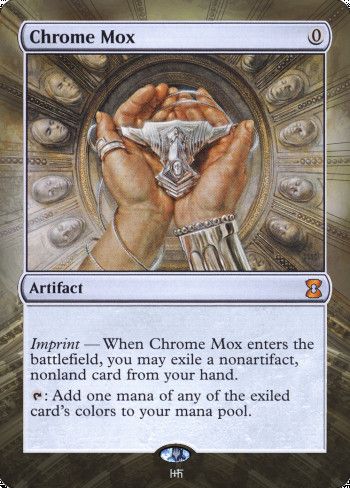 Chrome Mox 0
Artifact
Imprint — When Chrome Mox enters the
battlefield, you may exile a nonartifact,
nonland card from your hand.
: Add one mana of any of the exiled
card's colors to your mana pool.